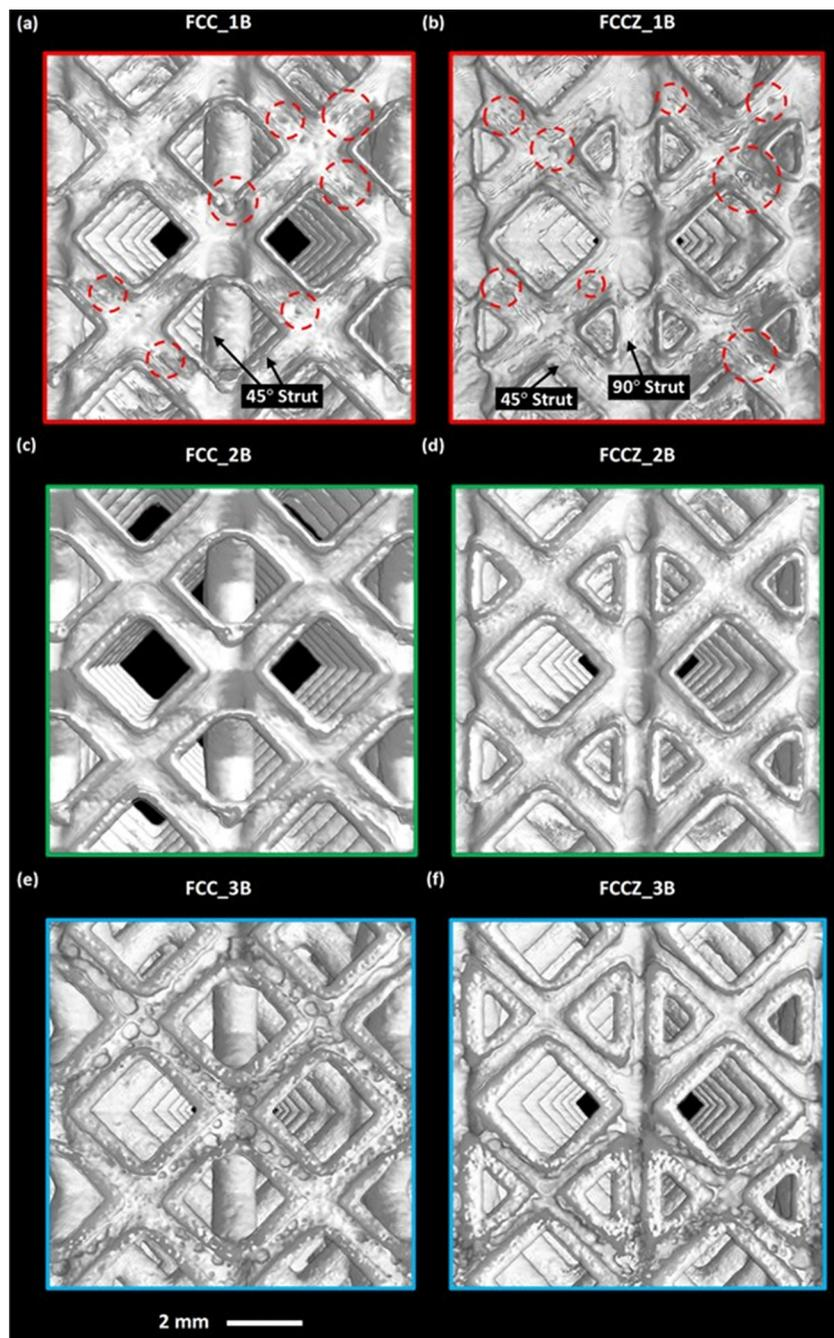 (a) FCC_1B
(b) FCCZ_1B
45° Strut
45° Strut
90° Strut
(c) FCC_2B
(d) FCCZ_2B
(e) FCC_3B
(f) FCCZ_3B
2 mm